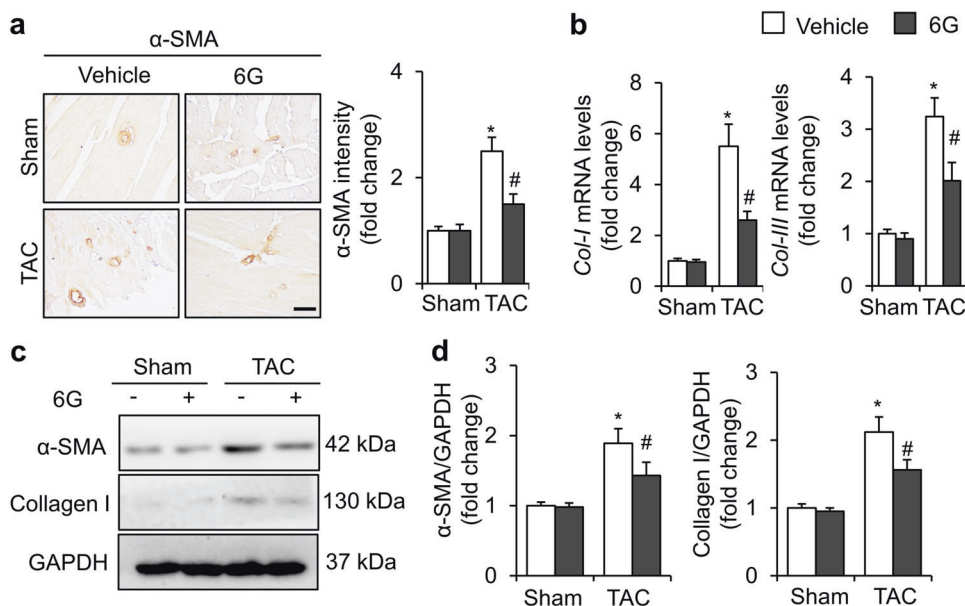 a
α-SMA
Vehicle
6G
Sham
TAC
α-SMA intensity
(fold change)
4
2
0
*
#
Sham TAC
b
Vehicle
6G
Col-I mRNA levels
(fold change)
8
6
4
2
0
*
#
Sham TAC
Col-III mRNA levels
(fold change)
4
3
2
1
0
*
#
Sham TAC
c
Sham
TAC
6G
- + - +
α-SMA
42 kDa
Collagen I
130 kDa
GAPDH
37 kDa
d
α-SMA/GAPDH
(fold change)
3
2
1
0
*
#
Sham TAC
Collagen I/GAPDH
(fold change)
3
2
1
0
*
#
Sham TAC